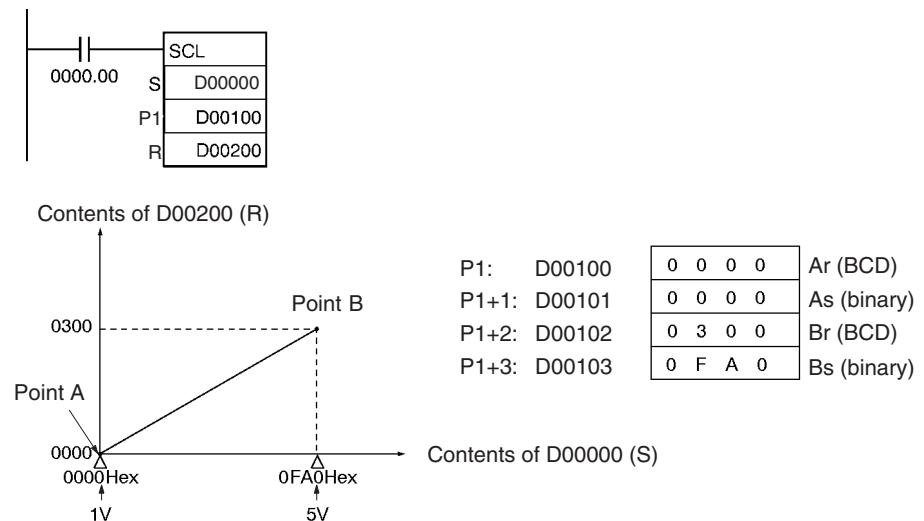 SCL
0000.00
S D00000
P1 D00100
R D00200
Contents of D00200 (R)
P1: D00100 0 0 0 0 Ar (BCD)
P1+1: D00101 0 0 0 0 As (binary)
Point B
0300
P1+2: D00102 0 3 0 0 Br (BCD)
P1+3: D00103 0 F A 0 Bs (binary)
Point A
0000
Contents of D00000 (S)
0000Hex 0FA0Hex
1V 5V